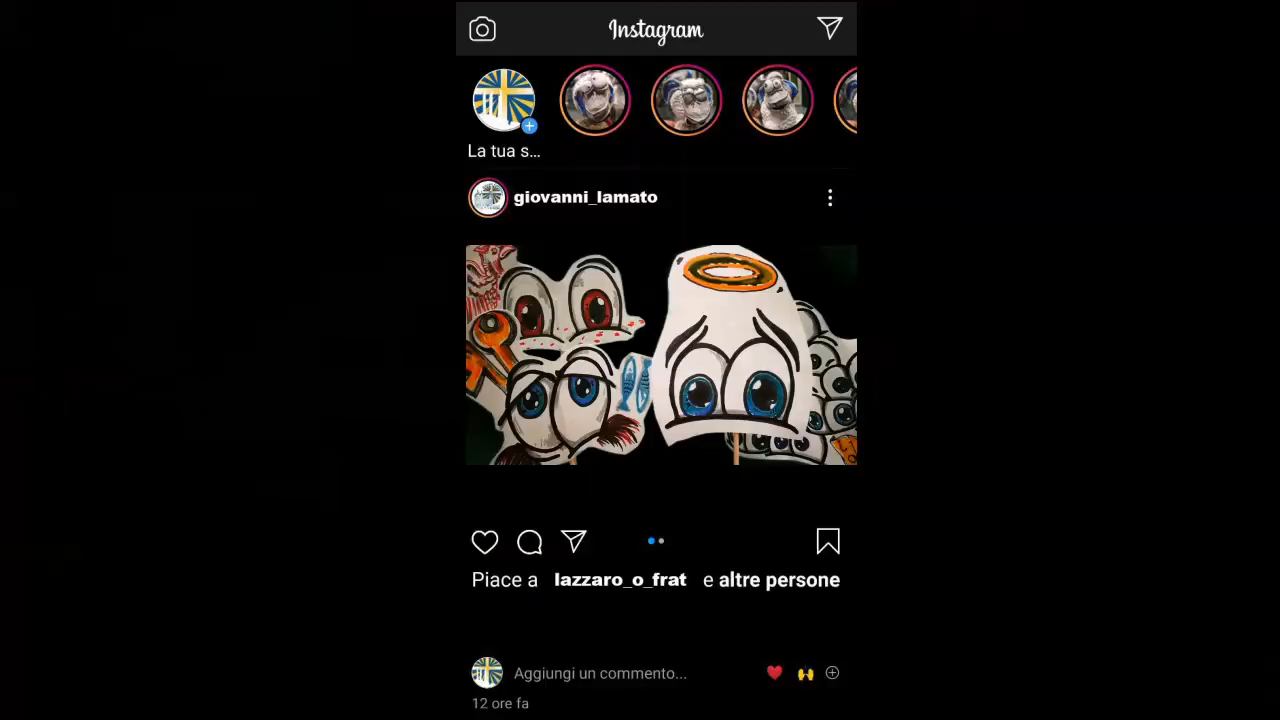 Instagram
La tua s...
giovanni_lamato
Piace a lazzaro_o_frat e altre persone
Aggiungi un commento...
12 ore fa